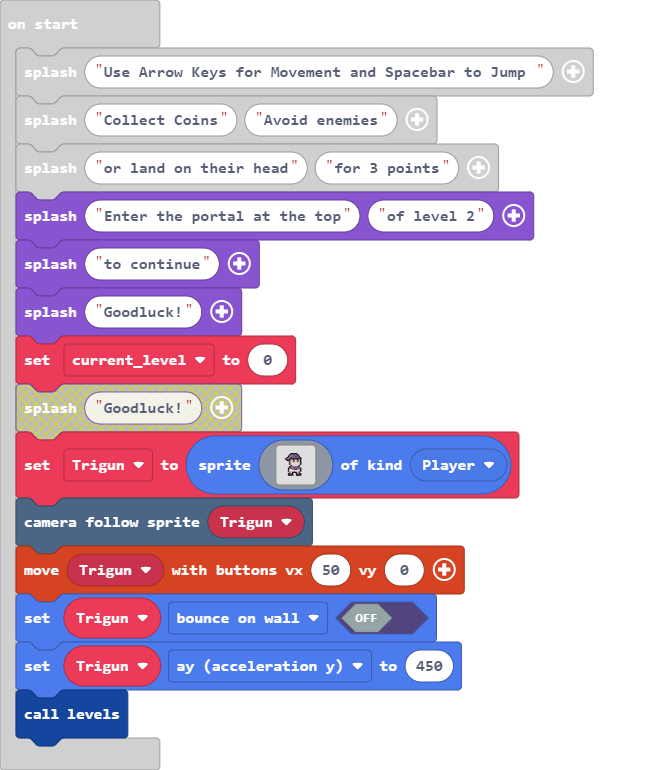 on start
splash "Use Arrow Keys for Movement and Spacebar to Jump "
splash "Collect Coins" "Avoid enemies"
splash "or land on their head" "for 3 points"
splash "Enter the portal at the top" "of level 2"
splash "to continue"
splash "Goodluck!"
set current_level to 0
splash "Goodluck!"
set Trigun to sprite of kind Player
camera follow sprite Trigun
move Trigun with buttons vx 50 vy 0
set Trigun bounce on wall OFF
set Trigun ay (acceleration y) to 450
call levels